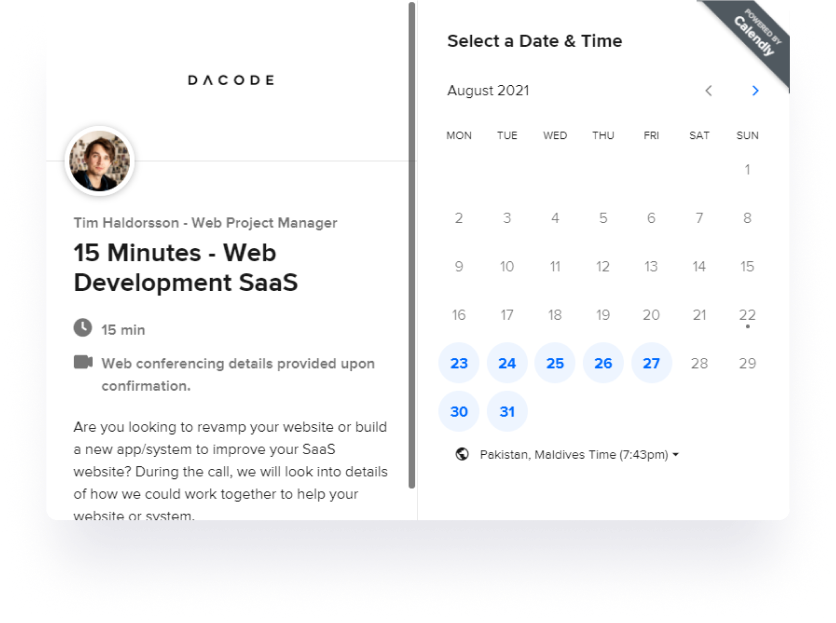 DACODE
Tim Haldorsson - Web Project Manager
15 Minutes - Web
Development SaaS
15 min
Web conferencing details provided upon
confirmation.
Are you looking to revamp your website or build
a new app/system to improve your SaaS
website? During the call, we will look into details
of how we could work together to help your
website or system.
POWERED BY
Calendly
Select a Date & Time
August 2021
MON TUE WED THU FRI SAT SUN
1
2 3 4 5 6 7 8
9 10 11 12 13 14 15
16 17 18 19 20 21 22
23 24 25 26 27 28 29
30 31
Pakistan, Maldives Time (7:43pm)